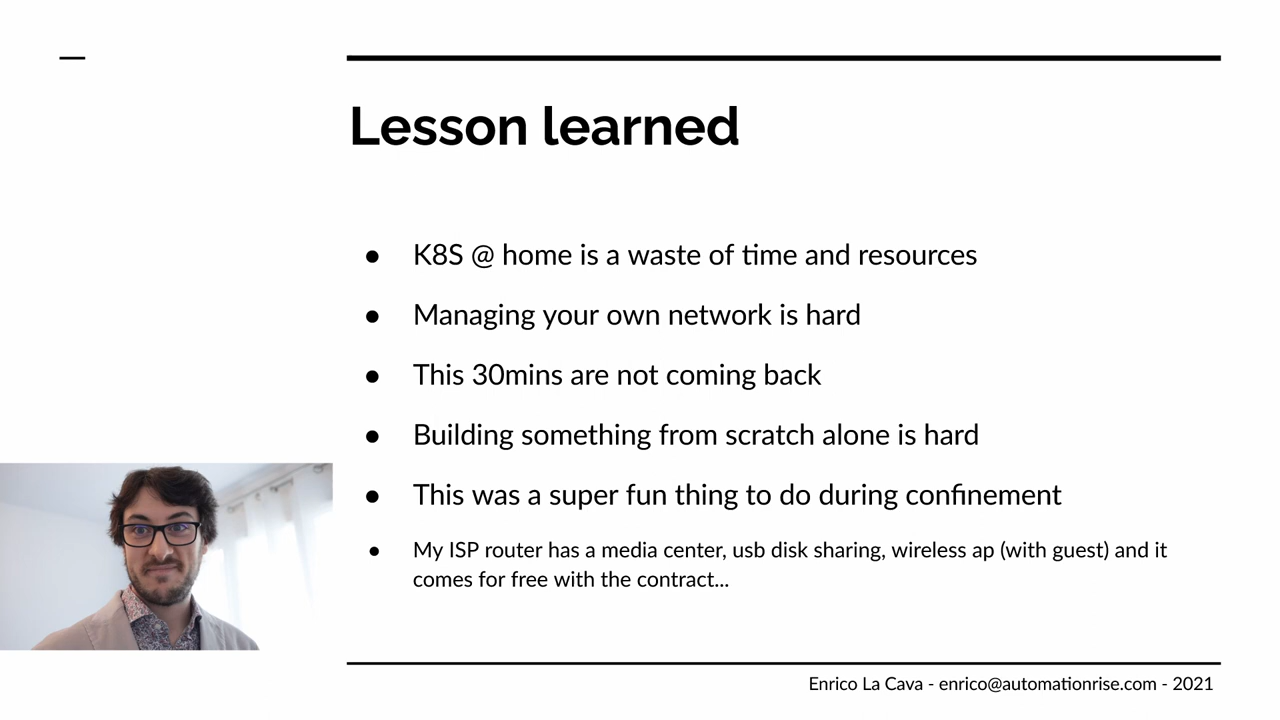 Lesson learned
● K8S @ home is a waste of time and resources
● Managing your own network is hard
● This 30mins are not coming back
● Building something from scratch alone is hard
● This was a super fun thing to do during confinement
● My ISP router has a media center, usb disk sharing, wireless ap (with guest) and it
comes for free with the contract...
Enrico La Cava - enrico@automationrise.com - 2021